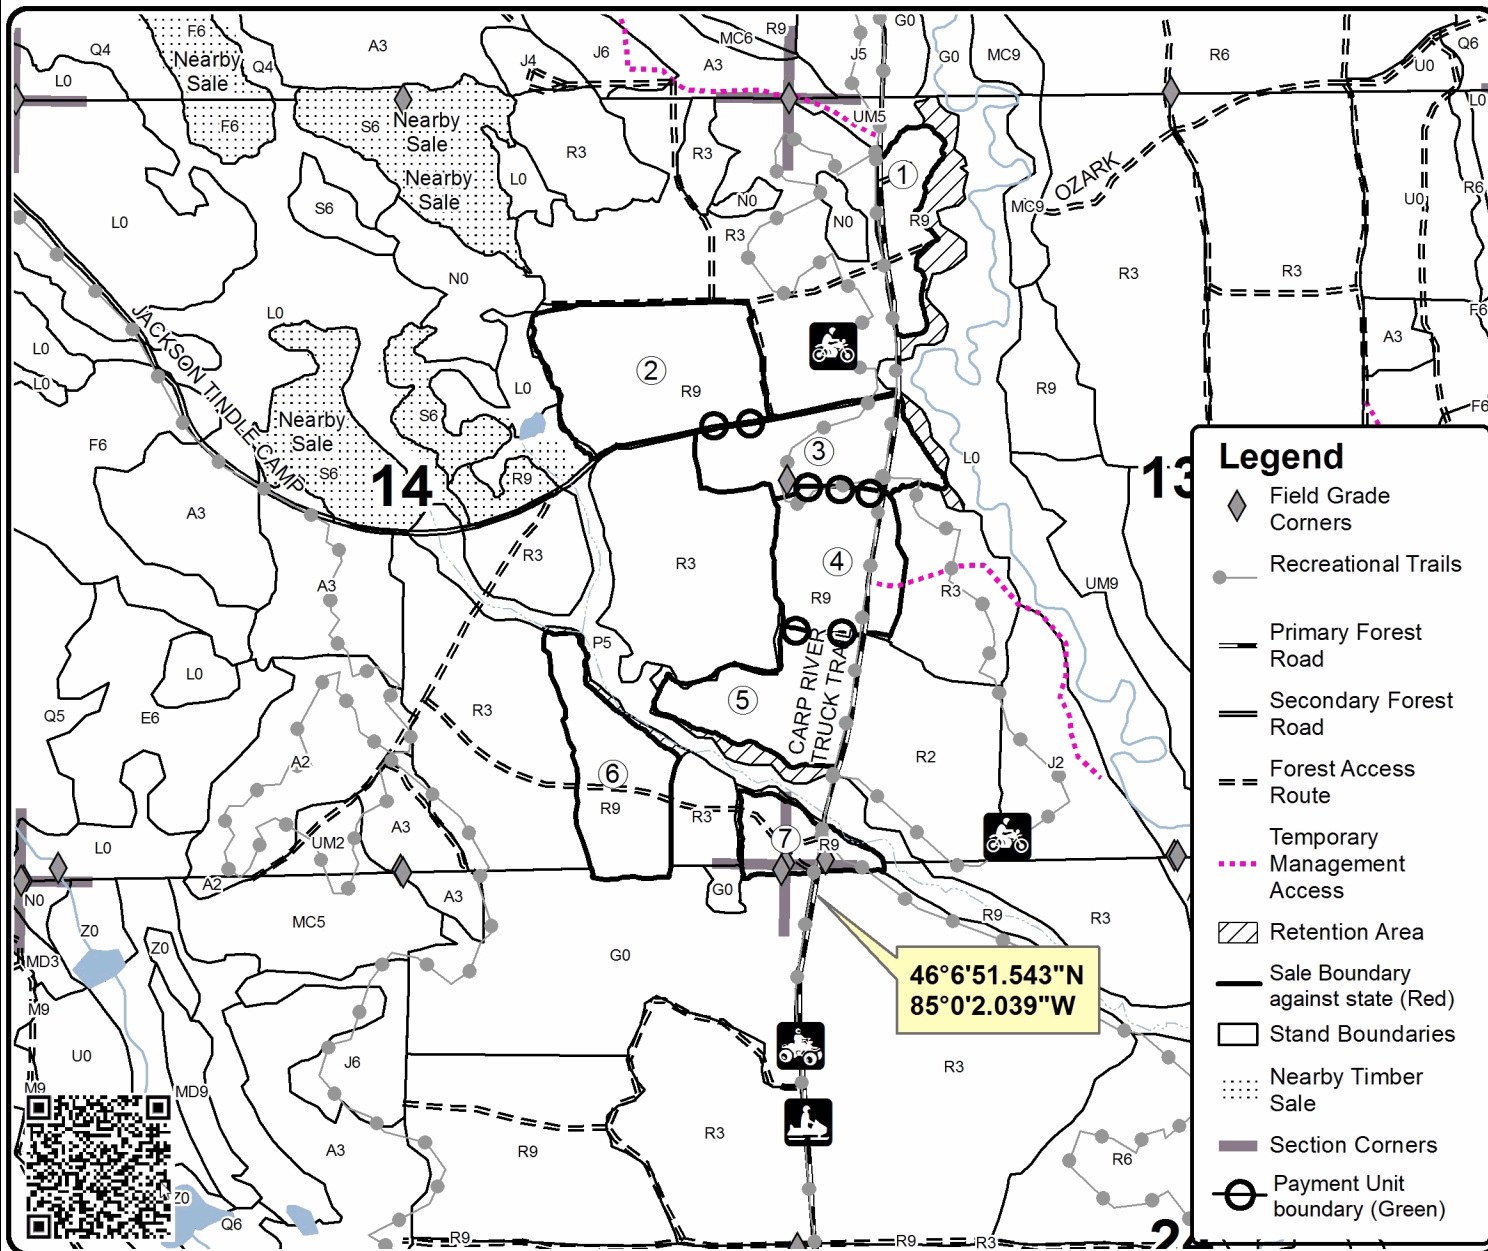 Q4
F6
Nearby
Sale
Q4
A3
J4
J6
MC6
R9
A3
J5
G0
G0
MC9
R6
Q6
U0
L0
L0
F6
S6
Nearby
Sale
UM5
R3
R3
Nearby
Sale
L0
1
OZARK
R6
U0
S6
N0
N0
MC9
R9
L0
R3
N0
R3
R3
L0
F6
JACKSON TINDLE CAMP
A3
L0
L0
2
R9
L0
R9
F6
S6
Nearby
Sale
F6
3
L0
S6
R9
14
13
A3
R3
R3
4
UM9
A3
R3
R9
P5
L0
CARP RIVER
TRUCK TRAIL
5
Q5
E6
R3
R2
J2
A2
6
R9
R3
A3
UM2
7
R9
L0
A2
A3
G0
N0
MC5
R9
R3
Z0
Z0
G0
MD3
46°6'51.543"N
85°0'2.039"W
M9
U0
J6
R3
M9
MD9
R3
A3
R9
R6
Z0
Q6
R9
R9
R3
2
Legend
Field Grade
Corners
Recreational Trails
Primary Forest
Road
Secondary Forest
Road
Forest Access
Route
Temporary
Management
Access
Retention Area
Sale Boundary
against state (Red)
Stand Boundaries
Nearby Timber
Sale
Section Corners
Payment Unit
boundary (Green)